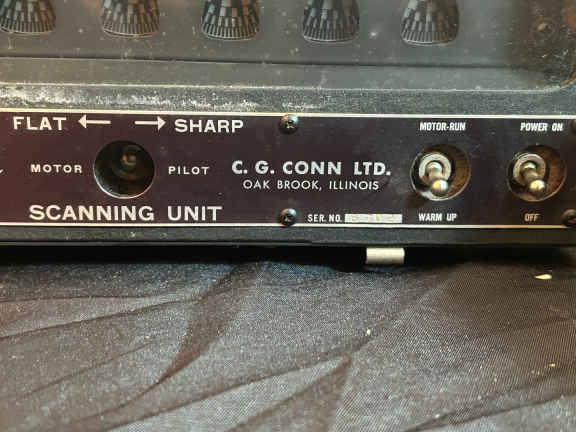 MOTOR-RUN POWER ON
FLAT ← → SHARP
MOTOR PILOT C. G. CONN LTD.
OAK BROOK, ILLINOIS
SCANNING UNIT SER. NO. WARM UP OFF